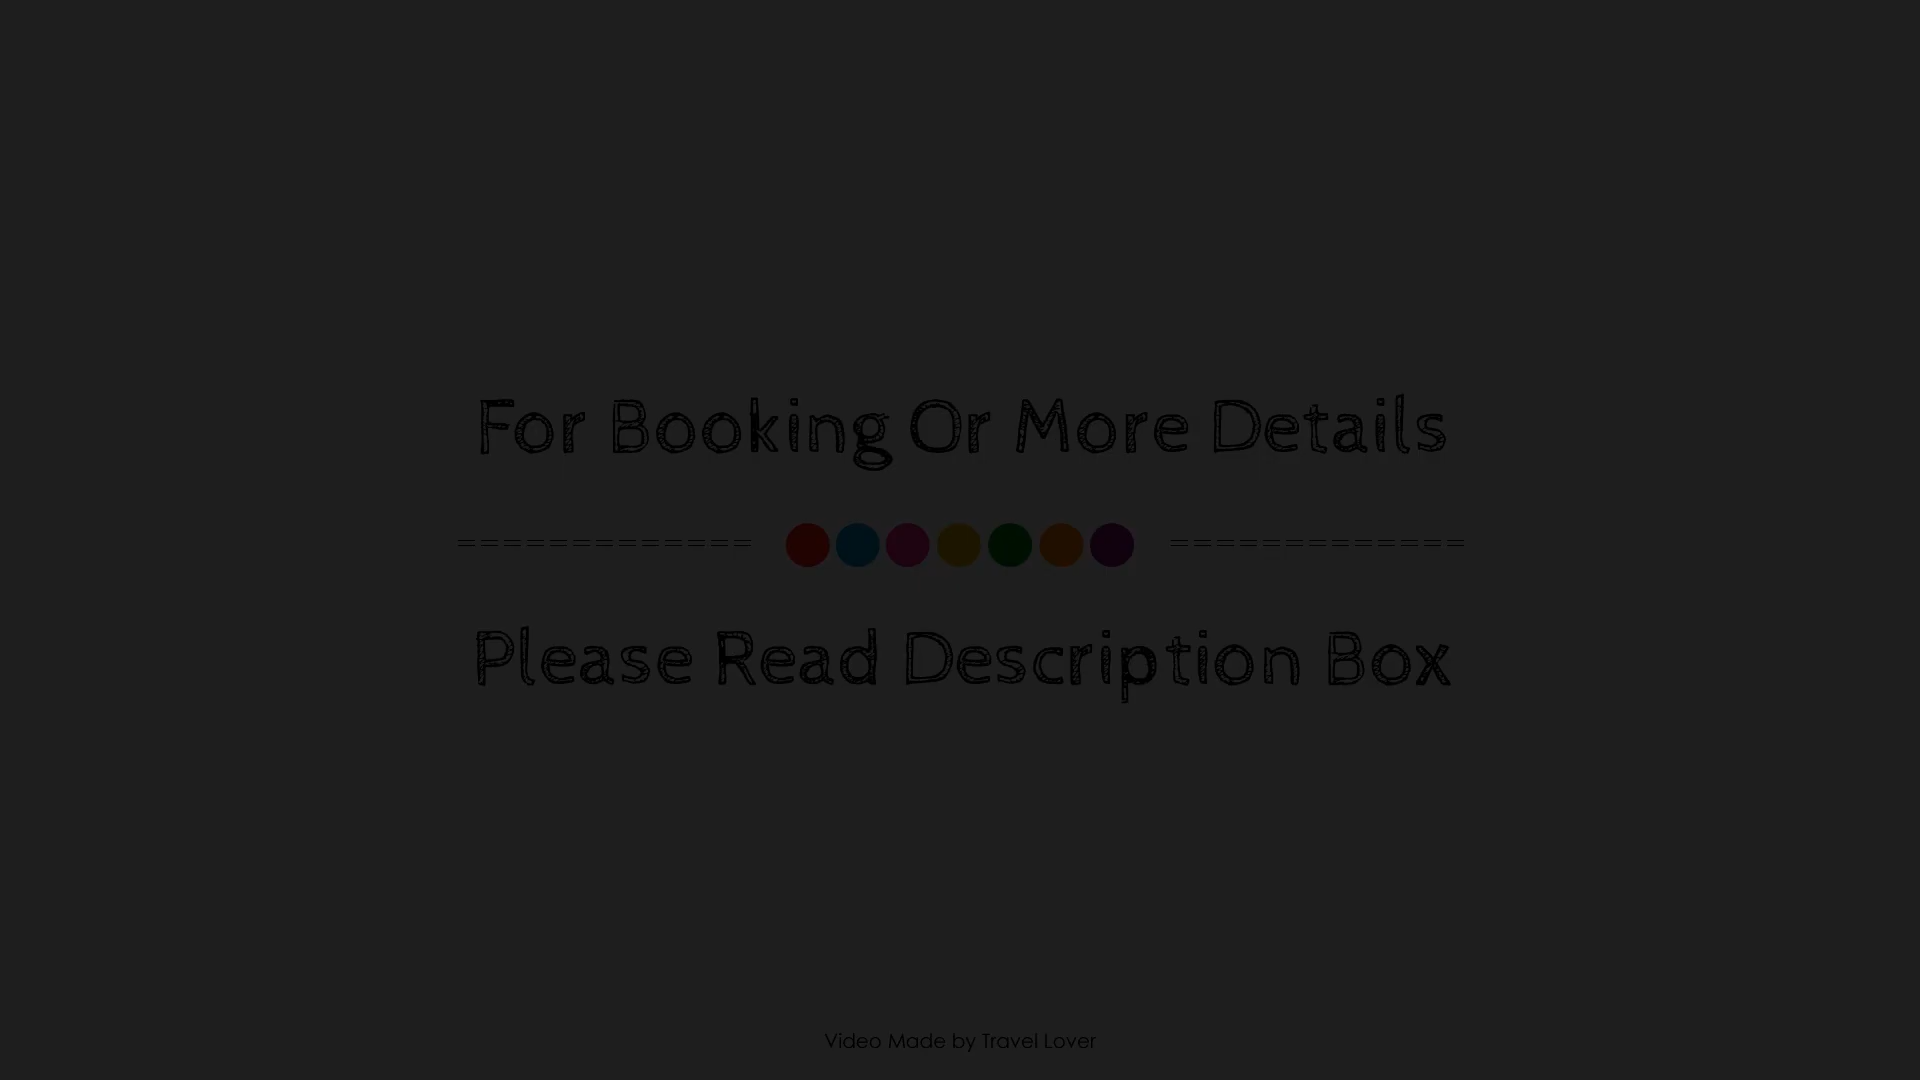 For Booking Or More Details
============= =============
Please Read Description Box
Video Made by Travel Lover